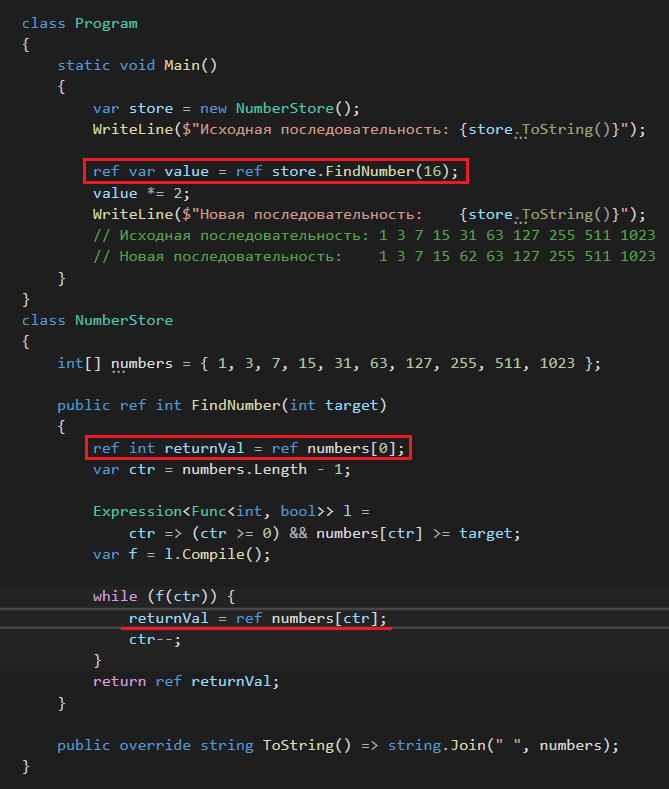 class Program
{
    static void Main()
    {
        var store = new NumberStore();
        WriteLine($"Исходная последовательность: {store.ToString()}");

        ref var value = ref store.FindNumber(16);
        value *= 2;
        WriteLine($"Новая последовательность:    {store.ToString()}");
        // Исходная последовательность: 1 3 7 15 31 63 127 255 511 1023
        // Новая последовательность:    1 3 7 15 62 63 127 255 511 1023
    }
}
class NumberStore
{
    int[] numbers = { 1, 3, 7, 15, 31, 63, 127, 255, 511, 1023 };

    public ref int FindNumber(int target)
    {
        ref int returnVal = ref numbers[0];
        var ctr = numbers.Length - 1;

        Expression<Func<int, bool>> l =
            ctr => (ctr >= 0) && numbers[ctr] >= target;
        var f = l.Compile();

        while (f(ctr)) {
            returnVal = ref numbers[ctr];
            ctr--;
        }
        return ref returnVal;
    }

    public override string ToString() => string.Join(" ", numbers);
}